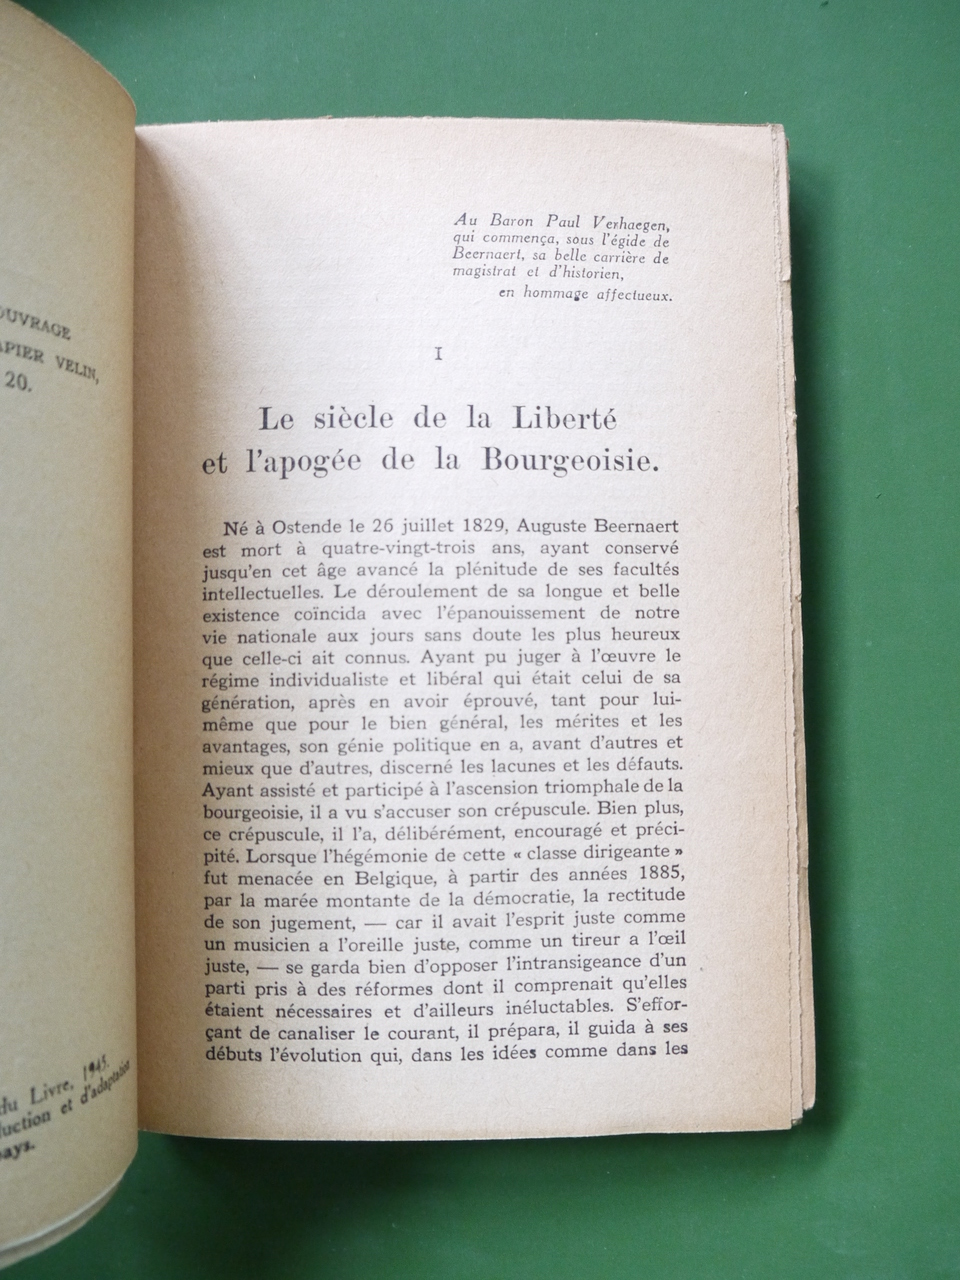 OUVRAGE
PAPIER VELIN,
20.
du Livre, 1945.
et d'adaptation
pays.
Au Baron Paul Verhaegen,
qui commença, sous l'égide de
Beernaert, sa belle carrière de
magistrat et d'historien,
en hommage affectueux.
I
Le siècle de la Liberté
et l'apogée de la Bourgeoisie.
Né à Ostende le 26 juillet 1829, Auguste Beernaert
est mort à quatre-vingt-trois ans, ayant conservé
jusqu'en cet âge avancé la plénitude de ses facultés
intellectuelles. Le déroulement de sa longue et belle
existence coïncida avec l'épanouissement de notre
vie nationale aux jours sans doute les plus heureux
que celle-ci ait connus. Ayant pu juger à l'œuvre le
régime individualiste et libéral qui était celui de sa
génération, après en avoir éprouvé, tant pour lui-
même que pour le bien général, les mérites et les
avantages, son génie politique en a, avant d'autres et
mieux que d'autres, discerné les lacunes et les défauts.
Ayant assisté et participé à l'ascension triomphale de la
bourgeoisie, il a vu s'accuser son crépuscule. Bien plus,
ce crépuscule, il l'a, délibérément, encouragé et préci-
pité. Lorsque l'hégémonie de cette « classe dirigeante »
fut menacée en Belgique, à partir des années 1885,
par la marée montante de la démocratie, la rectitude
de son jugement, — car il avait l'esprit juste comme
un musicien a l'oreille juste, comme un tireur a l'œil
juste, — se garda bien d'opposer l'intransigeance d'un
parti pris à des réformes dont il comprenait qu'elles
étaient nécessaires et d'ailleurs inéluctables. S'effor-
çant de canaliser le courant, il prépara, il guida à ses
débuts l'évolution qui, dans les idées comme dans les